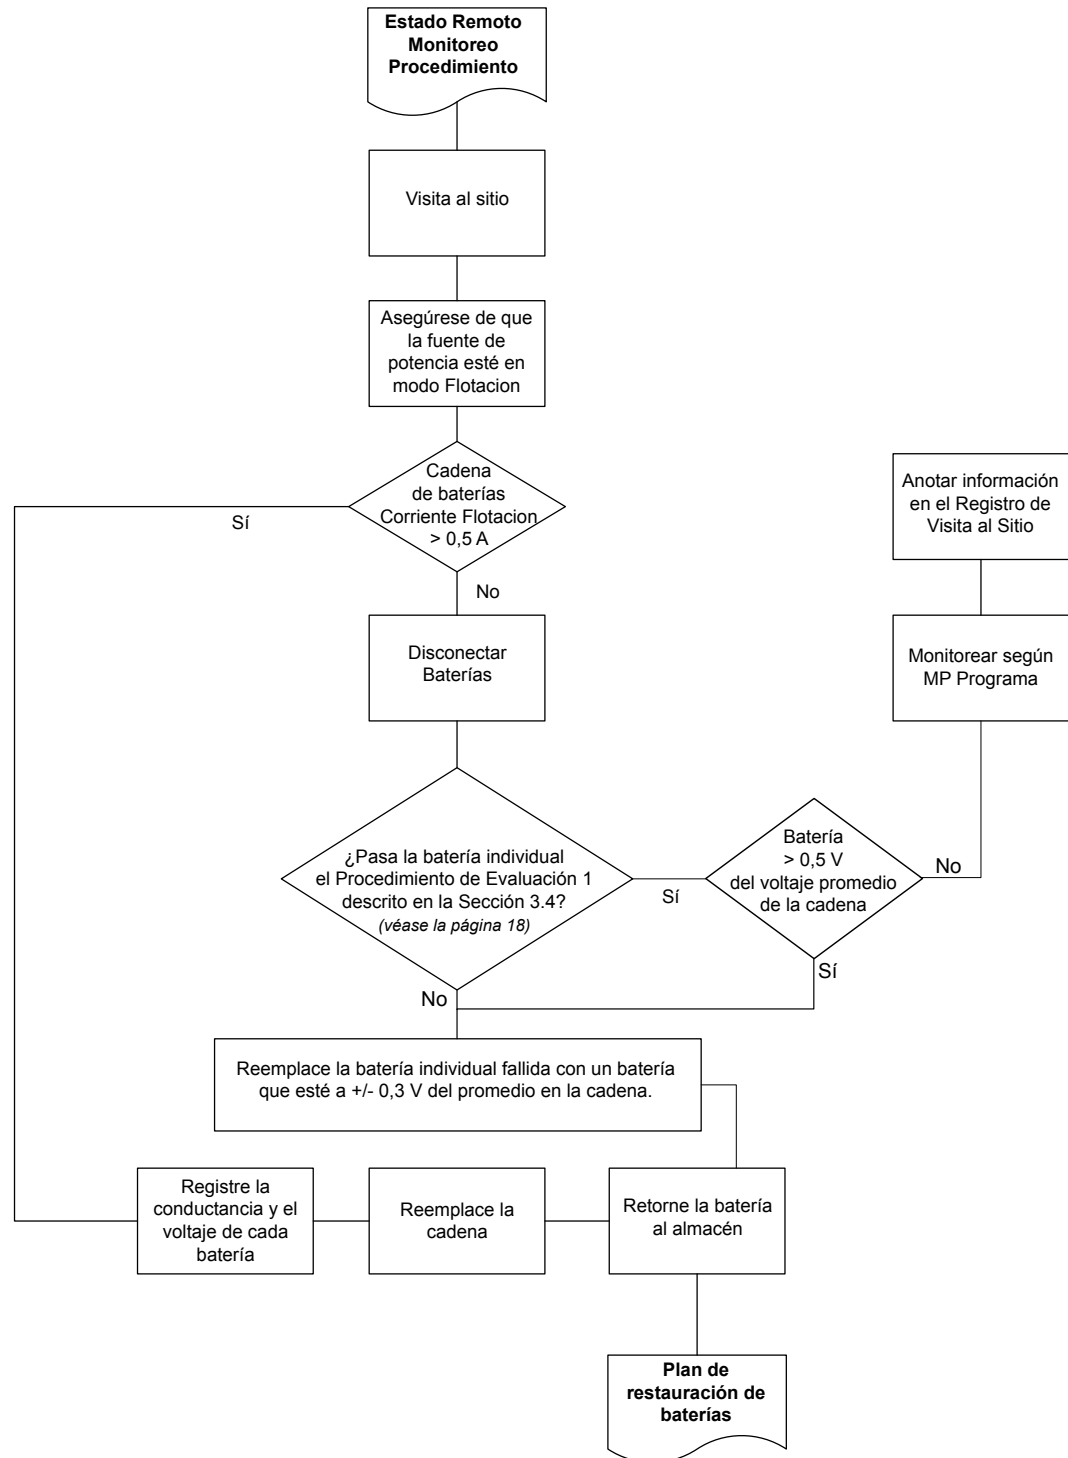 Estado Remoto
Monitoreo
Procedimiento
Visita al sitio
Asegúrese de que
la fuente de
potencia esté en
modo Flotacion
Cadena
de baterías
Corriente Flotacion
> 0,5 A
Sí
No
Anotar información
en el Registro de
Visita al Sitio
Disconectar
Baterías
Monitorear según
MP Programa
¿Pasa la batería individual
el Procedimiento de Evaluación 1
descrito en la Sección 3.4?
(véase la página 18)
Sí
No
Batería
> 0,5 V
del voltaje promedio
de la cadena
No
Sí
Reemplace la batería individual fallida con un batería
que esté a +/- 0,3 V del promedio en la cadena.
Registre la
conductancia y el
voltaje de cada
batería
Reemplace la
cadena
Retorne la batería
al almacén
Plan de
restauración de
baterías